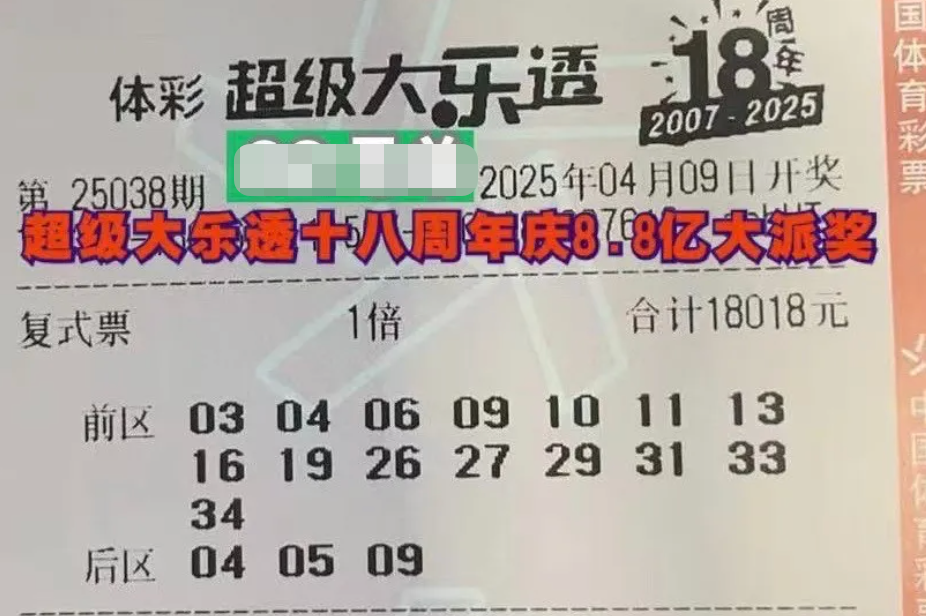 体彩 超级大乐透 18周年
2007-2025
第 25038期 2025年04月09日开奖
超级大乐透十八周年庆8.8亿大派奖
复式票 1倍 合计18018元
前区 03 04 06 09 10 11 13
16 19 26 27 29 31 33
34
后区 04 05 09
国体育彩票
中国体育彩